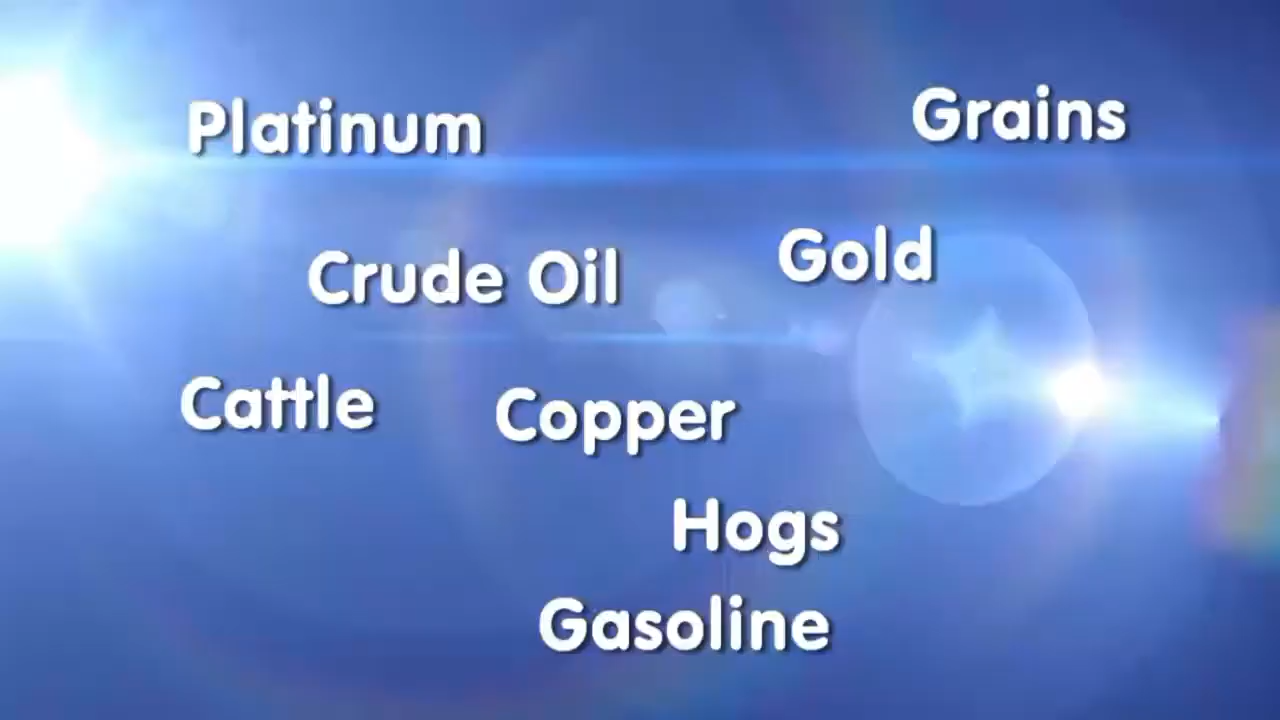 Platinum
Grains
Crude Oil
Gold
Cattle
Copper
Hogs
Gasoline